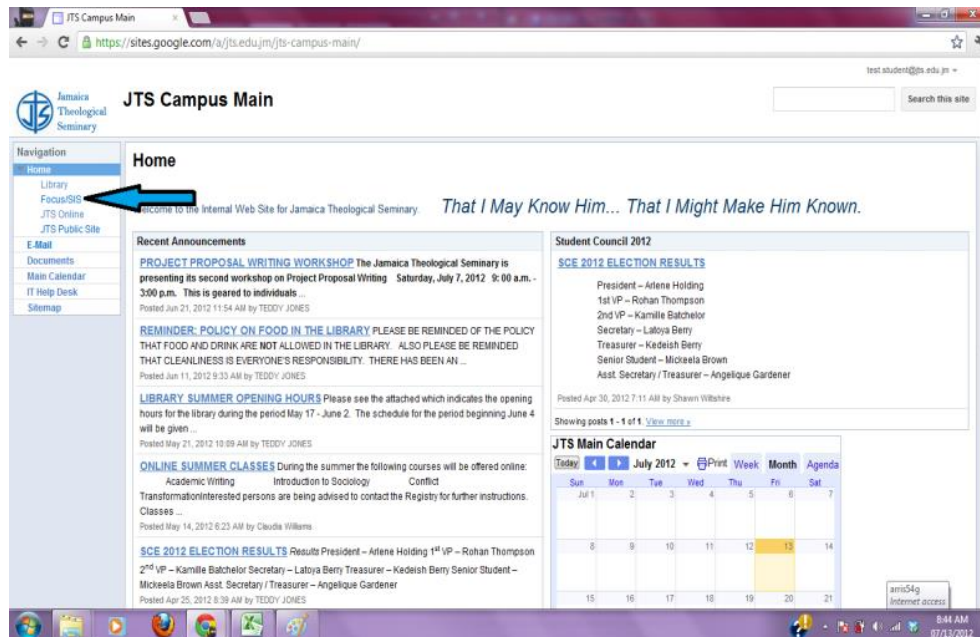 JTS Campus Main
https://sites.google.com/a/jts.edu.jm/jts-campus-main/
test.student@jts.edu.jm
Jamaica
Theological
Seminary
JTS Campus Main
Search this site
Navigation
Home
Library
Focus/SIS
JTS Online
JTS Public Site
E-Mail
Documents
Main Calendar
IT Help Desk
Sitemap
Home
Welcome to the Internal Web Site for Jamaica Theological Seminary.
That I May Know Him... That I Might Make Him Known.
Recent Announcements
PROJECT PROPOSAL WRITING WORKSHOP The Jamaica Theological Seminary is
presenting its second workshop on Project Proposal Writing Saturday, July 7, 2012 9: 00 a.m. -
3:00 p.m. This is geared to individuals ...
Posted Jun 21, 2012 11:54 AM by TEDDY JONES
REMINDER: POLICY ON FOOD IN THE LIBRARY PLEASE BE REMINDED OF THE POLICY
THAT FOOD AND DRINK ARE NOT ALLOWED IN THE LIBRARY. ALSO PLEASE BE REMINDED
THAT CLEANLINESS IS EVERYONE'S RESPONSIBILITY. THERE HAS BEEN AN ...
Posted Jun 11, 2012 9:33 AM by TEDDY JONES
LIBRARY SUMMER OPENING HOURS Please see the attached which indicates the opening
hours for the library during the period May 17 - June 2. The schedule for the period beginning June 4
will be given ...
Posted May 21, 2012 10:09 AM by TEDDY JONES
ONLINE SUMMER CLASSES During the summer the following courses will be offered online:
Academic Writing Introduction to Sociology Conflict
TransformationInterested persons are being advised to contact the Registry for further instructions.
Classes ...
Posted May 14, 2012 6:23 AM by Claudia Williams
SCE 2012 ELECTION RESULTS Results President – Arlene Holding 1st VP – Rohan Thompson
2nd VP – Kamille Batchelor Secretary – Latoya Berry Treasurer – Kedeish Berry Senior Student –
Mickeela Brown Asst. Secretary / Treasurer – Angelique Gardener
Posted Apr 25, 2012 8:39 AM by TEDDY JONES
Student Council 2012
SCE 2012 ELECTION RESULTS
President – Arlene Holding
1st VP – Rohan Thompson
2nd VP – Kamille Batchelor
Secretary – Latoya Berry
Treasurer – Kedeish Berry
Senior Student – Mickeela Brown
Asst. Secretary / Treasurer – Angelique Gardener
Posted Apr 30, 2012 7:11 AM by Shawn Wiltshire
Showing posts 1 - 1 of 1. View more »
JTS Main Calendar
Today July 2012 Print Week Month Agenda
Sun Mon Tue Wed Thu Fri Sat
Jul 1 2 3 4 5 6 7
8 9 10 11 12 13 14
15 16 17 18 19 20 21
arris54g
Internet access
8:44 AM
07/13/2012